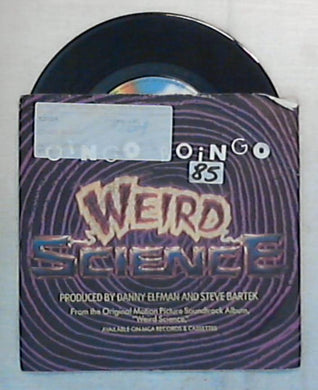 OiNGO BOiNGO
85
WEIRD
SCIENCE
PRODUCED BY DANNY ELFMAN AND STEVE BARTEK
From the Original Motion Picture Soundtrack Album,
"Weird Science,"
AVAILABLE ON MCA RECORDS & CASSETTES